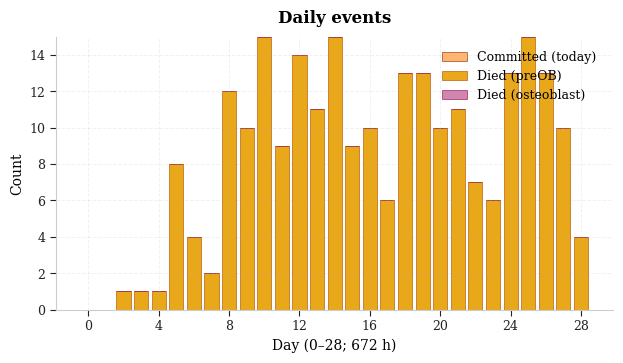 Daily events
Committed (today)
Died (preOB)
Died (osteoblast)
Count
14
12
10
8
6
4
2
0
0 4 8 12 16 20 24 28
Day (0–28; 672 h)